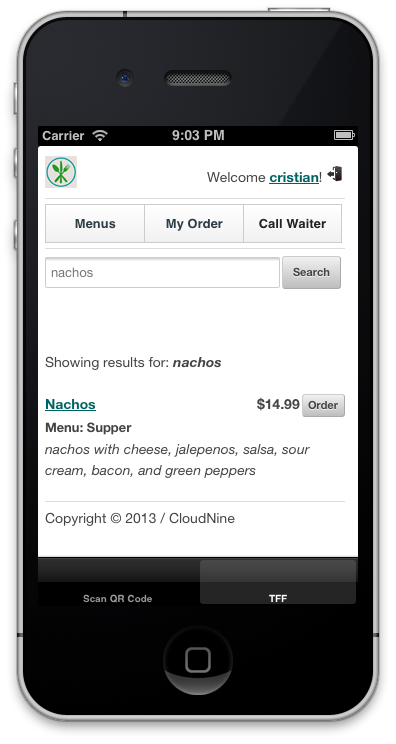 Carrier 9:03 PM
Welcome cristian!
Menus My Order Call Waiter
nachos Search
Showing results for: nachos
Nachos $14.99 Order
Menu: Supper
nachos with cheese, jalepenos, salsa, sour
cream, bacon, and green peppers
Copyright © 2013 / CloudNine
Scan QR Code TFF